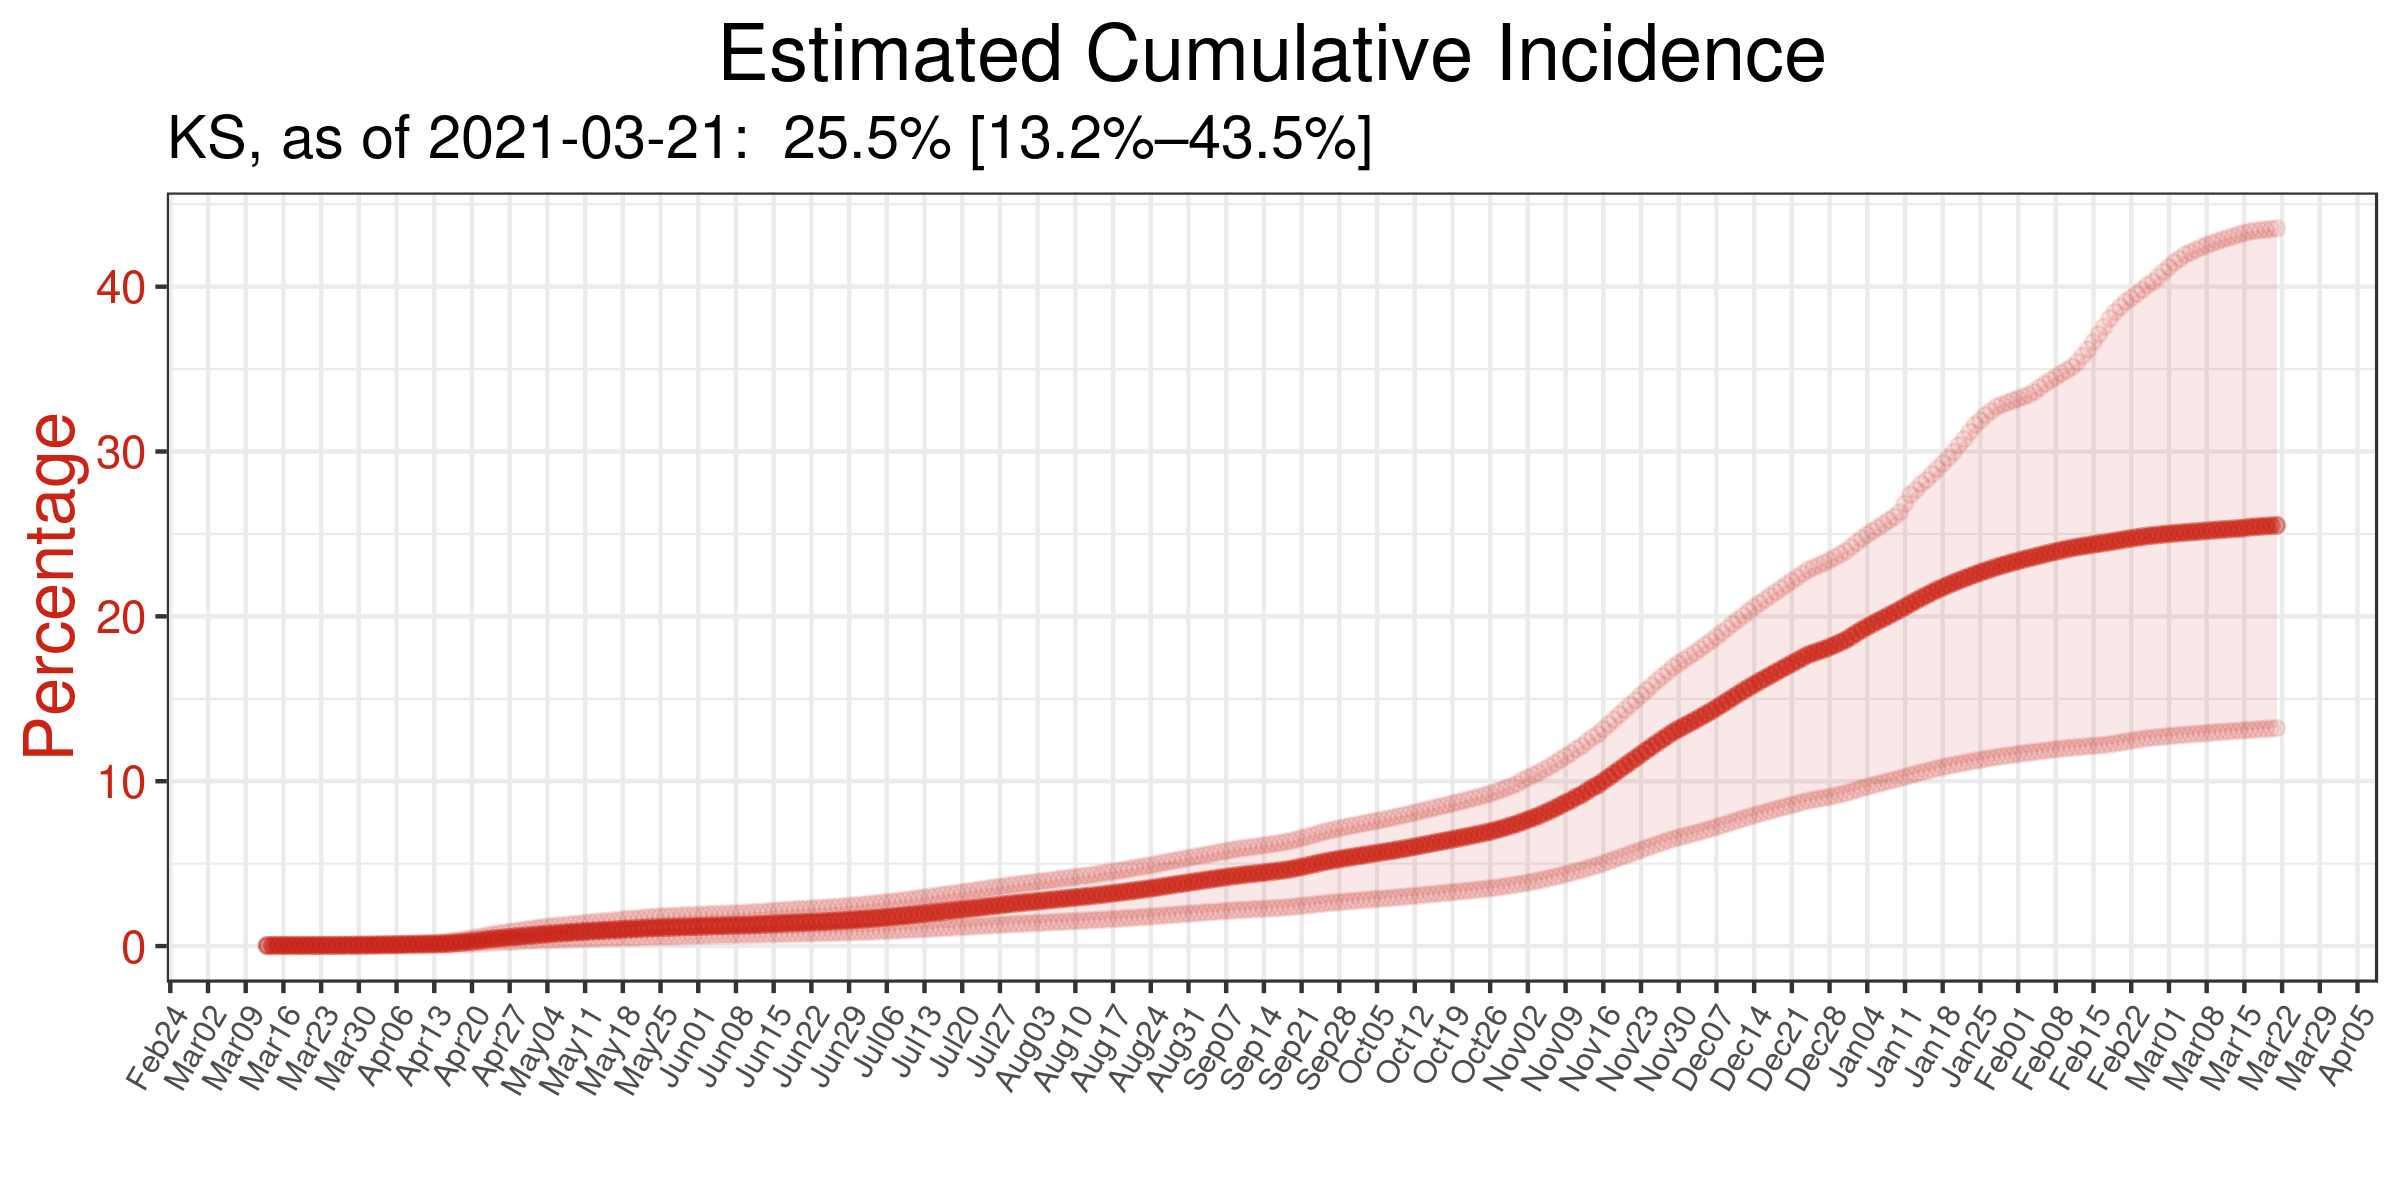 Estimated Cumulative Incidence
KS, as of 2021-03-21:  25.5% [13.2%–43.5%]
Percentage
40
30
20
10
0
Feb24
Mar02
Mar09
Mar16
Mar23
Mar30
Apr06
Apr13
Apr20
Apr27
May04
May11
May18
May25
Jun01
Jun08
Jun15
Jun22
Jun29
Jul06
Jul13
Jul20
Jul27
Aug03
Aug10
Aug17
Aug24
Aug31
Sep07
Sep14
Sep21
Sep28
Oct05
Oct12
Oct19
Oct26
Nov02
Nov09
Nov16
Nov23
Nov30
Dec07
Dec14
Dec21
Dec28
Jan04
Jan11
Jan18
Jan25
Feb01
Feb08
Feb15
Feb22
Mar01
Mar08
Mar15
Mar22
Mar29
Apr05